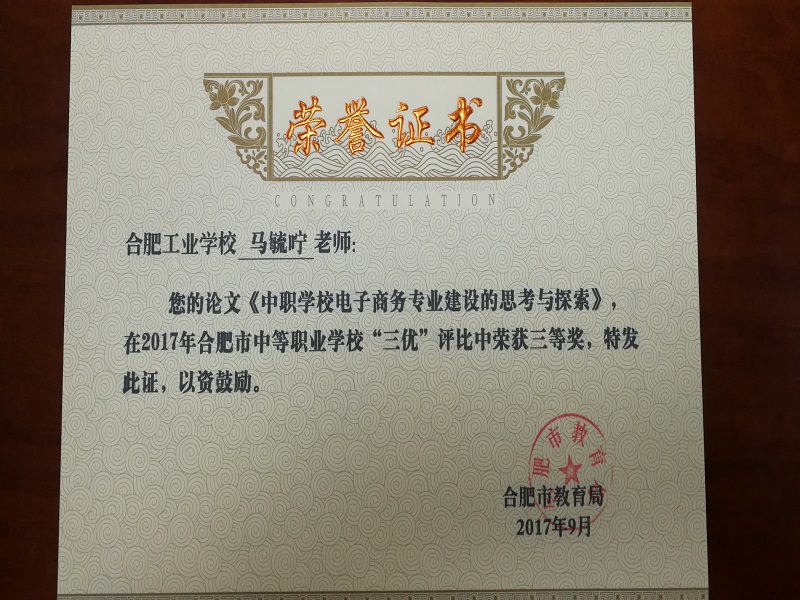 荣誉证书
CONGRATULATION
合肥工业学校 马毓咛 老师:
您的论文《中职学校电子商务专业建设的思考与探索》，
在2017年合肥市中等职业学校“三优”评比中荣获三等奖，特发
此证，以资鼓励。
肥市教育
合肥市教育局
2017年9月